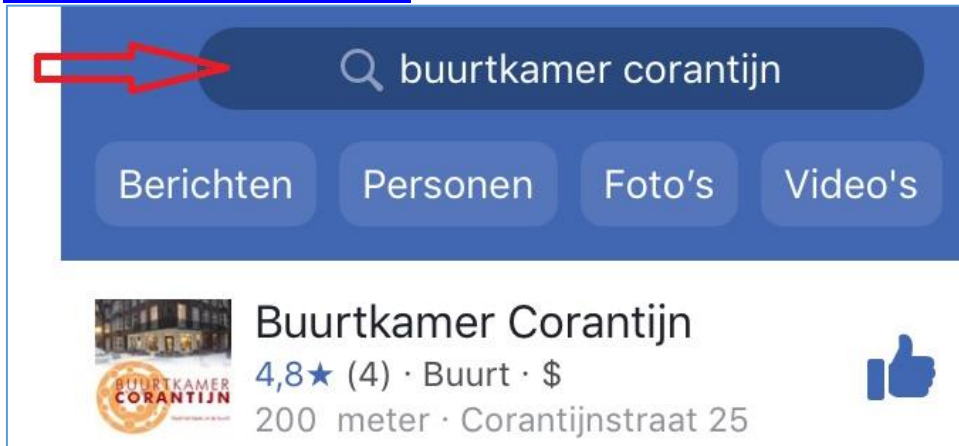 buurtkamer corantijn
Berichten Personen Foto’s Video's
Buurtkamer Corantijn
4,8★ (4) · Buurt · $
200 meter · Corantijnstraat 25
BUURTKAMER
CORANTIJN